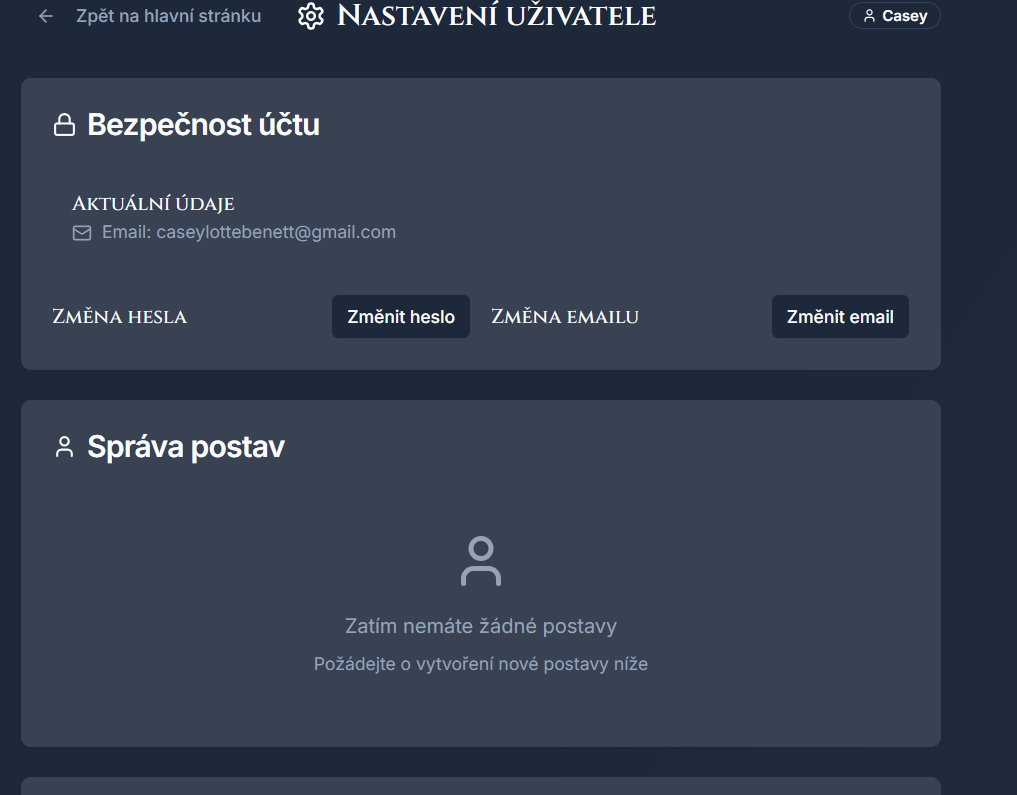 Zpět na hlavní stránku
Nastavení uživatele
Casey
Bezpečnost účtu
Aktuální údaje
Email: caseylottebenett@gmail.com
Změna hesla
Změnit heslo
Změna emailu
Změnit email
Správa postav
Zatím nemáte žádné postavy
Požádejte o vytvoření nové postavy níže